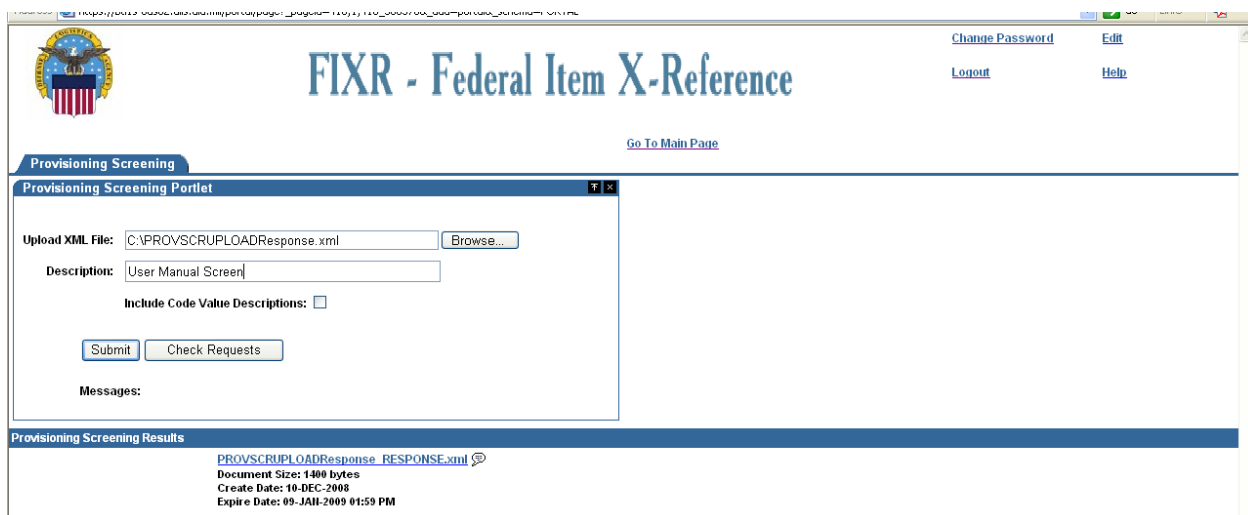 Change Password Edit
FIXR - Federal Item X-Reference
Logout Help
Go To Main Page
Provisioning Screening
Provisioning Screening Portlet
Upload XML File: C:\PROVSCRUPLOADResponse.xml Browse...
Description: User Manual Screen
Include Code Value Descriptions:
Submit Check Requests
Messages:
Provisioning Screening Results
PROVSCRUPLOADResponse_RESPONSE.xml
Document Size: 1400 bytes
Create Date: 10-DEC-2008
Expire Date: 09-JAN-2009 01:59 PM